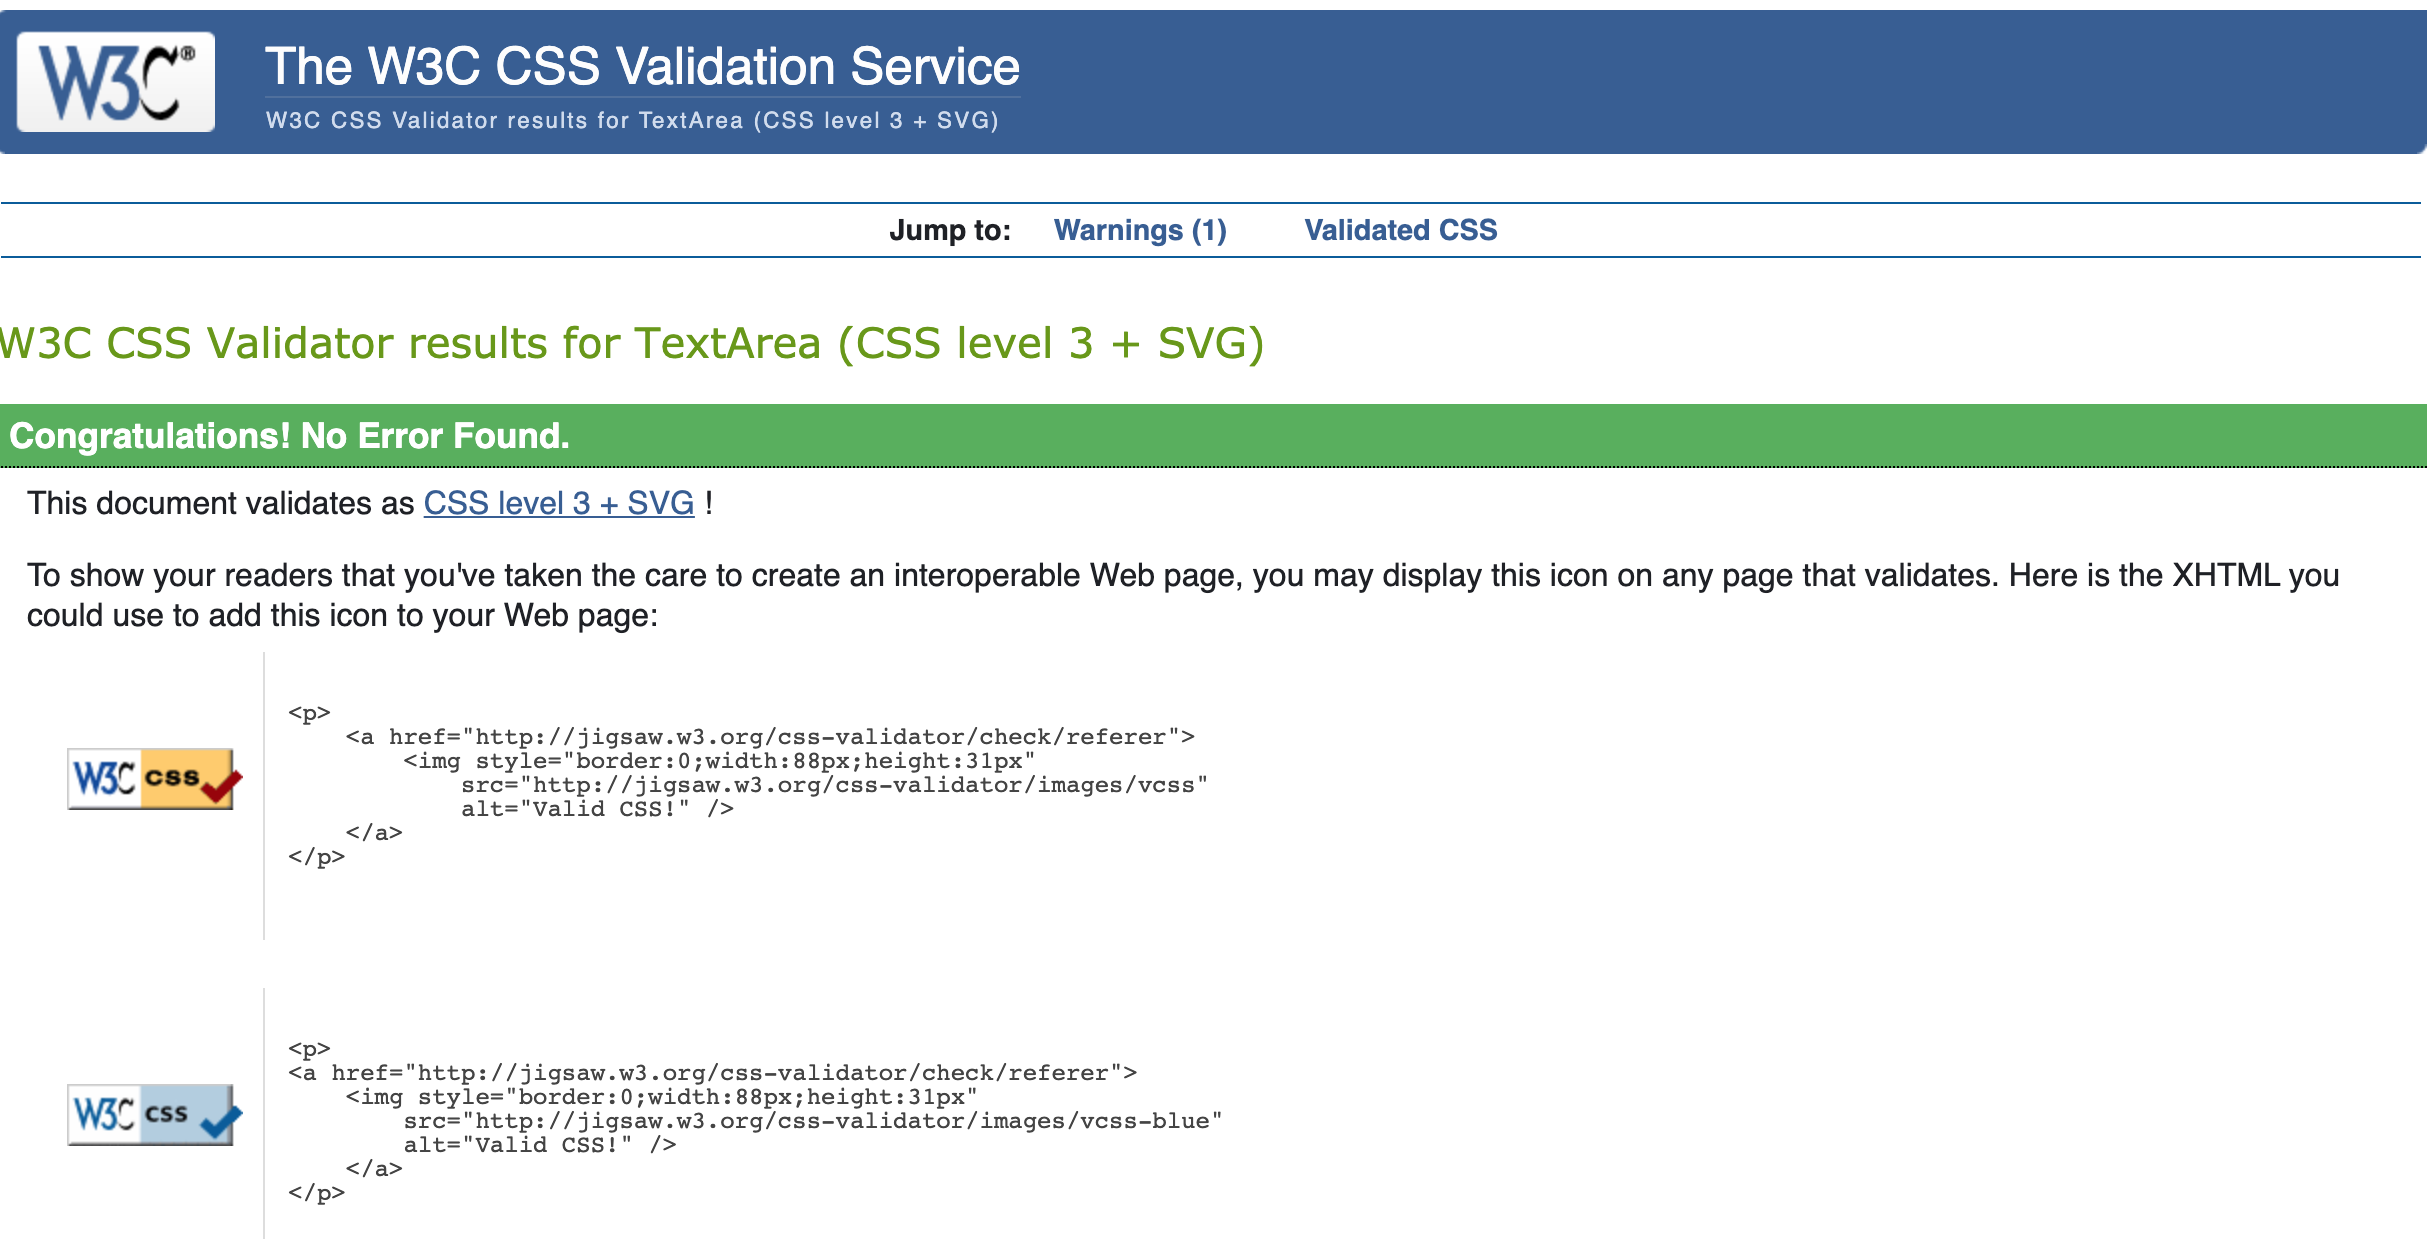 W3C®
The W3C CSS Validation Service
W3C CSS Validator results for TextArea (CSS level 3 + SVG)
Jump to: Warnings (1) Validated CSS
W3C CSS Validator results for TextArea (CSS level 3 + SVG)
Congratulations! No Error Found.
This document validates as CSS level 3 + SVG !
To show your readers that you've taken the care to create an interoperable Web page, you may display this icon on any page that validates. Here is the XHTML you
could use to add this icon to your Web page:
<p>
    <a href="http://jigsaw.w3.org/css-validator/check/referer">
        <img style="border:0;width:88px;height:31px"
W3C css
            src="http://jigsaw.w3.org/css-validator/images/vcss"
            alt="Valid CSS!" />
    </a>
</p>
<p>
<a href="http://jigsaw.w3.org/css-validator/check/referer">
    <img style="border:0;width:88px;height:31px"
W3C css
        src="http://jigsaw.w3.org/css-validator/images/vcss-blue"
        alt="Valid CSS!" />
    </a>
</p>